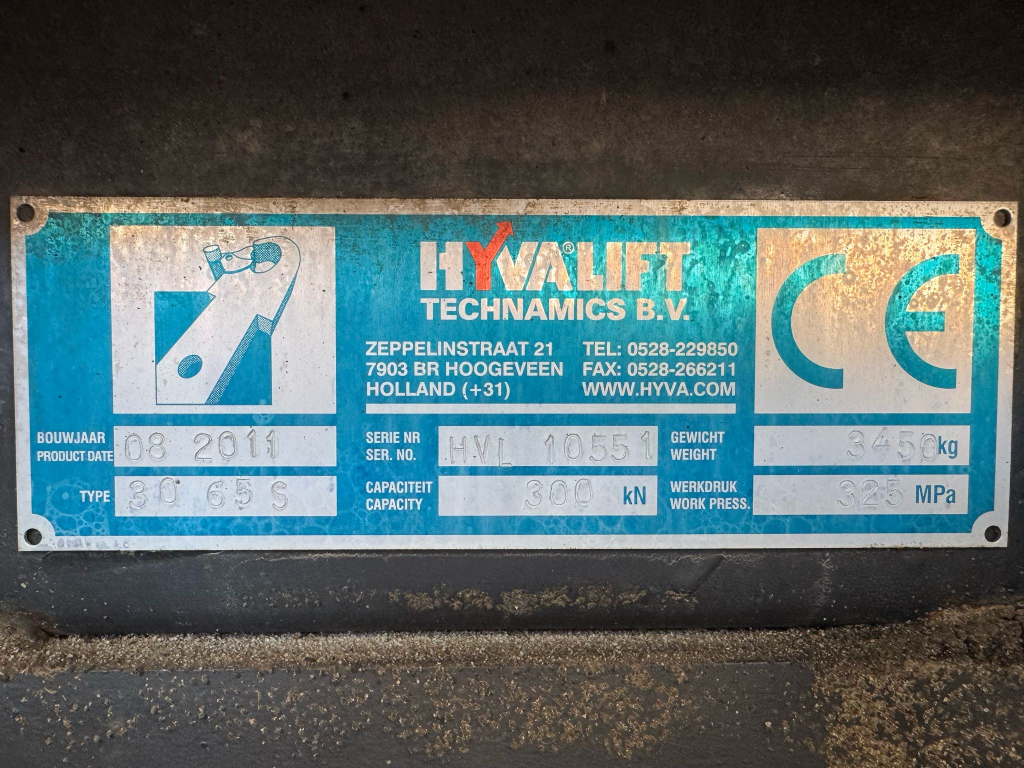 HYVA® LIFT
TECHNAMICS B.V.
ZEPPELINSTRAAT 21 TEL: 0528-229850
7903 BR HOOGEVEEN FAX: 0528-266211
HOLLAND (+31) WWW.HYVA.COM
CE
BOUWJAAR
PRODUCT DATE 08 2011
SERIE NR
SER. NO. HVL 10551
GEWICHT
WEIGHT 3450 kg
TYPE 30 65 S
CAPACITEIT
CAPACITY 300 kN
WERKDRUK
WORK PRESS. 325 MPa